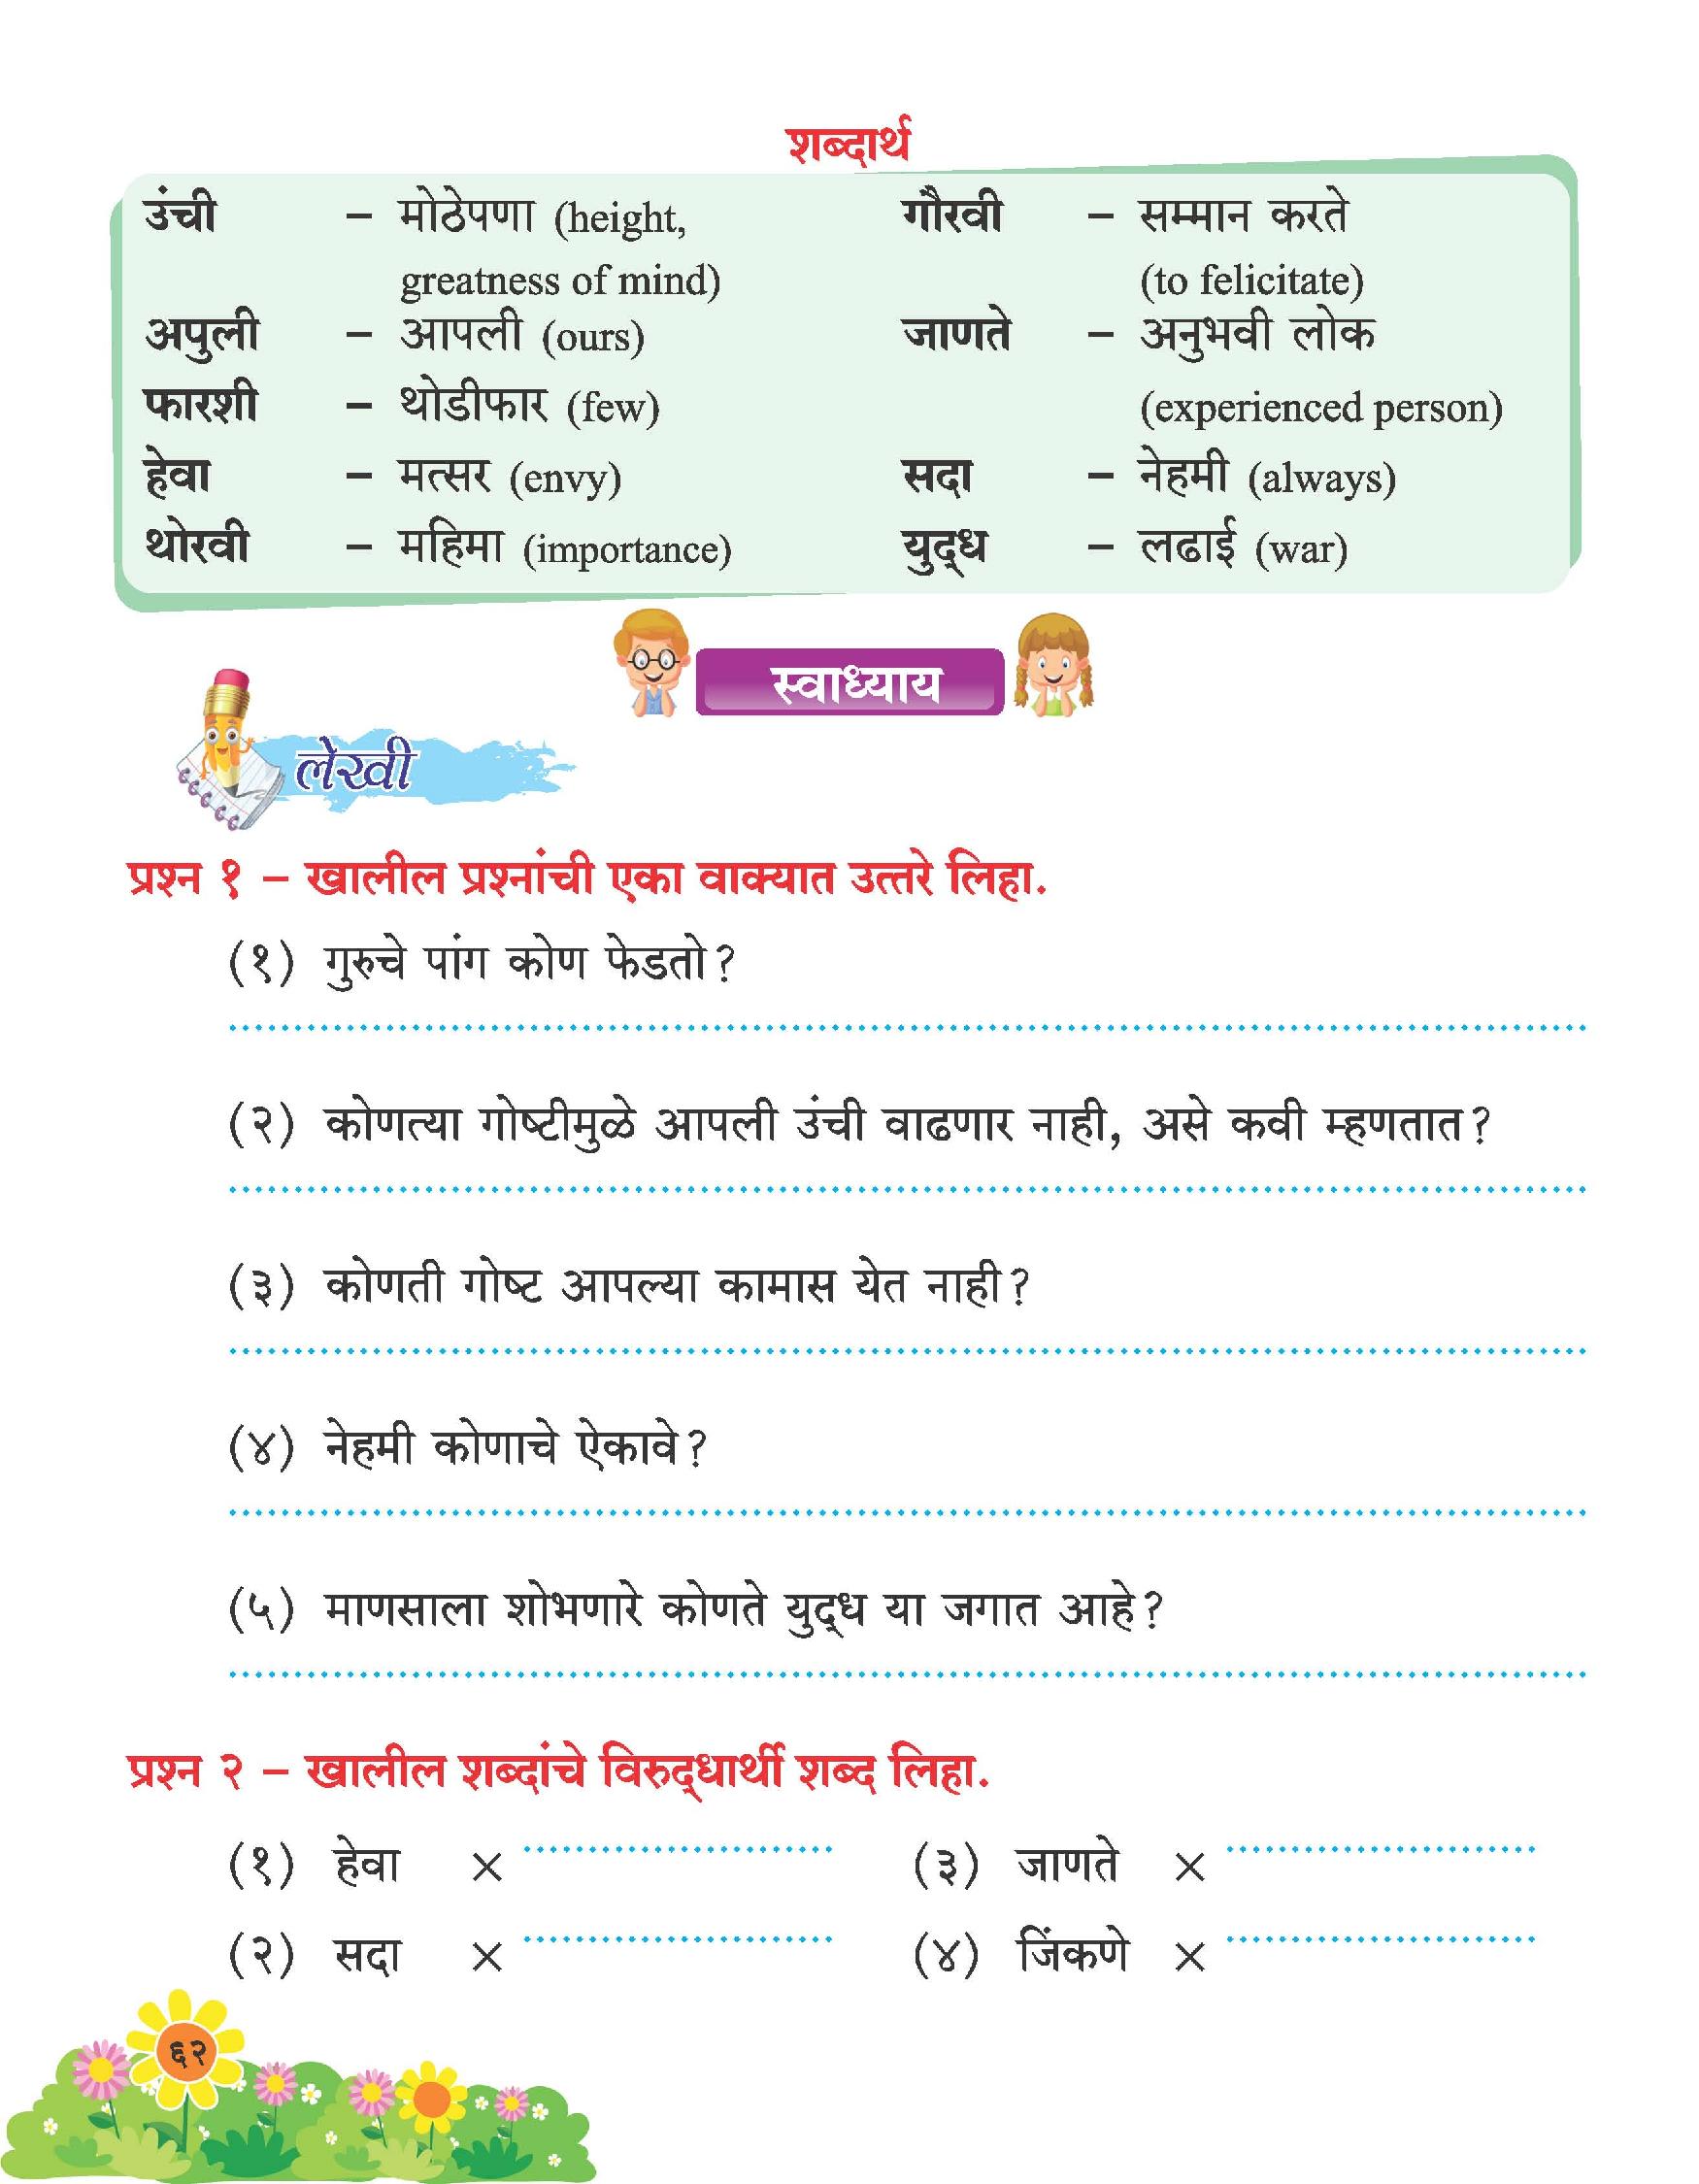 शब्दार्थ
उंची – मोठेपणा (height, greatness of mind)
अपुली – आपली (ours)
फारशी – थोडीफार (few)
हेवा – मत्सर (envy)
थोरवी – महिमा (importance)
गौरवी – सम्मान करते (to felicitate)
जाणते – अनुभवी लोक (experienced person)
सदा – नेहमी (always)
युद्ध – लढाई (war)
स्वाध्याय
लेखी
प्रश्न १ – खालील प्रश्नांची एका वाक्यात उत्तरे लिहा.
(१) गुरुचे पांग कोण फेडतो?
(२) कोणत्या गोष्टीमुळे आपली उंची वाढणार नाही, असे कवी म्हणतात?
(३) कोणती गोष्ट आपल्या कामास येत नाही?
(४) नेहमी कोणाचे ऐकावे?
(५) माणसाला शोभणारे कोणते युद्ध या जगात आहे?
प्रश्न २ – खालील शब्दांचे विरुद्धार्थी शब्द लिहा.
(१) हेवा ×
(२) सदा ×
(३) जाणते ×
(४) जिंकणे ×
६२